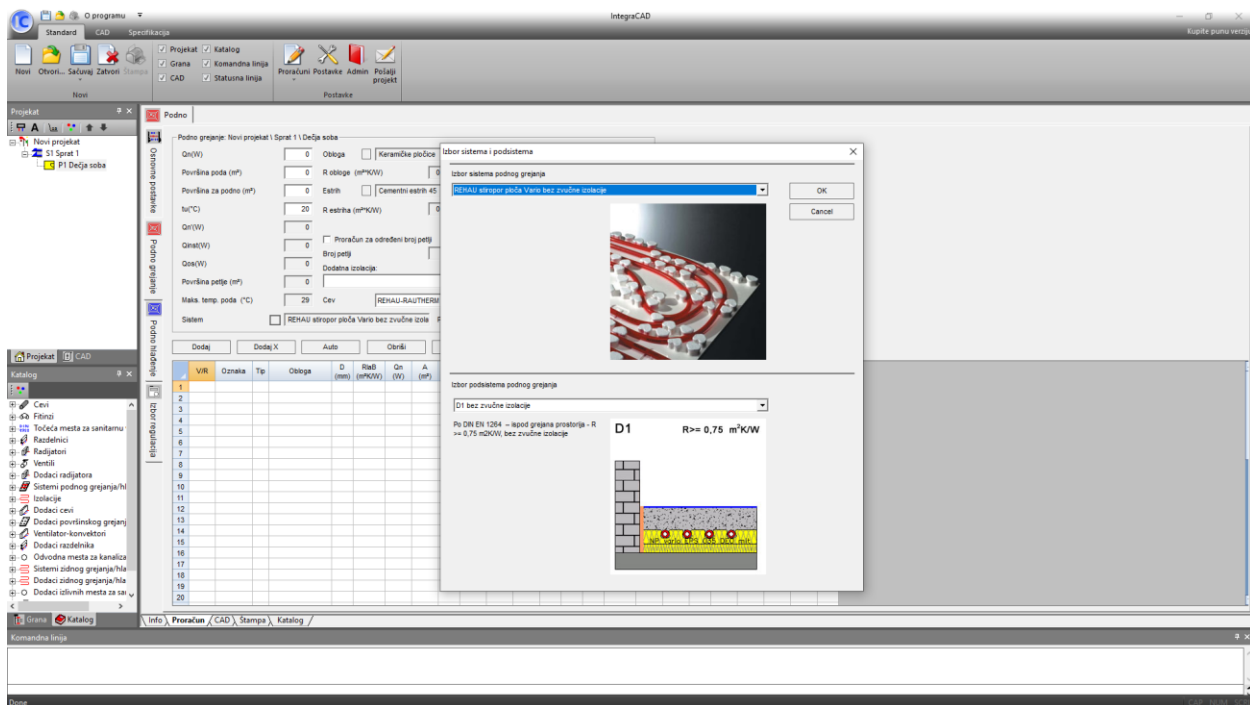 O programu
IntegraCAD
Standard CAD Specifikacija
Kupite punu verziju
Projekat Katalog
Grana Komandna linija
CAD Statusna linija
Novi Otvori... Sačuvaj Zatvori Štampa
Proračuni Postavke Admin Pošalji projekt
Novi
Postavke
Projekat
Novi projekat
S1 Sprat 1
P1 Dečja soba
Projekat CAD
Katalog
Cevi
Fitinzi
Točeća mesta za sanitarnu
Razdelnici
Radijatori
Ventili
Dodaci radijatora
Sistemi podnog grejanja/hl
Izolacije
Dodaci cevi
Dodaci površinskog grejanj
Ventilator-konvektori
Dodaci razdelnika
Odvodna mesta za kanaliza
Sistemi zidnog grejanja/hla
Dodaci zidnog grejanja/hla
Dodaci izlivnih mesta za sai
Grana Katalog
Podno
Osnovne postavke
Podno grejanje
Podno hlađenje
Izbor regulacija
Podno grejanje: Novi projekat \ Sprat 1 \ Dečja soba
Qn(W) 0 Obloga Keramičke pločice
Površina poda (m²) 0 R obloge (m²*K/W) 0
Površina za podno (m²) 0 Estrih Cementni estrih 45
tu(°C) 20 R estriha (m²*K/W) 0
Qn'(W) 0
Proračun za određeni broj petlji
Qinst(W) 0
Broj petlji
Qos(W) 0
Dodatna izolacija:
Površina petlje (m²) 0
Maks. temp. poda (°C) 29 Cev REHAU-RAUTHERM
Sistem REHAU stiropor ploča Vario bez zvučne izola
Dodaj Dodaj X Auto Obriši
V/R Oznaka Tip Obloga D (mm) RlaB (m²K/W) Qn (W) A (m²)
1
2
3
4
5
6
7
8
9
10
11
12
13
14
15
16
17
18
19
20
Info Proračun CAD Štampa Katalog
Izbor sistema i podsistema
Izbor sistema podnog grejanja
REHAU stiropor ploča Vario bez zvučne izolacije
OK
Cancel
Izbor podsistema podnog grejanja
D1 bez zvučne izolacije
Po DIN EN 1264 – ispod grejana prostorija - R
>= 0,75 m2K/W, bez zvučne izolacije
D1 R>= 0,75 m²K/W
Komandna linija
Done
CAP NUM SCR